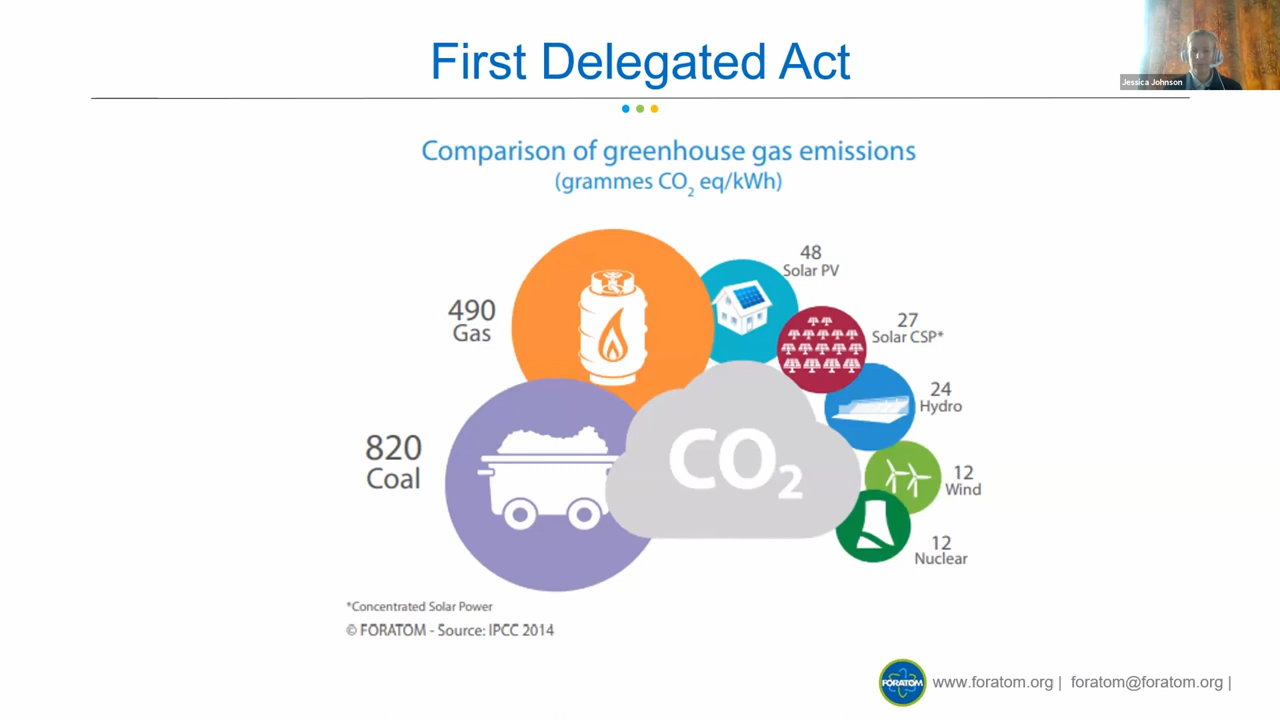 First Delegated Act
Jessica Johnson
Comparison of greenhouse gas emissions
(grammes CO₂ eq/kWh)
48
Solar PV
490
Gas
27
Solar CSP*
24
Hydro
820
Coal
CO₂
12
Wind
12
Nuclear
*Concentrated Solar Power
© FORATOM - Source: IPCC 2014
FORATOM
www.foratom.org | foratom@foratom.org |